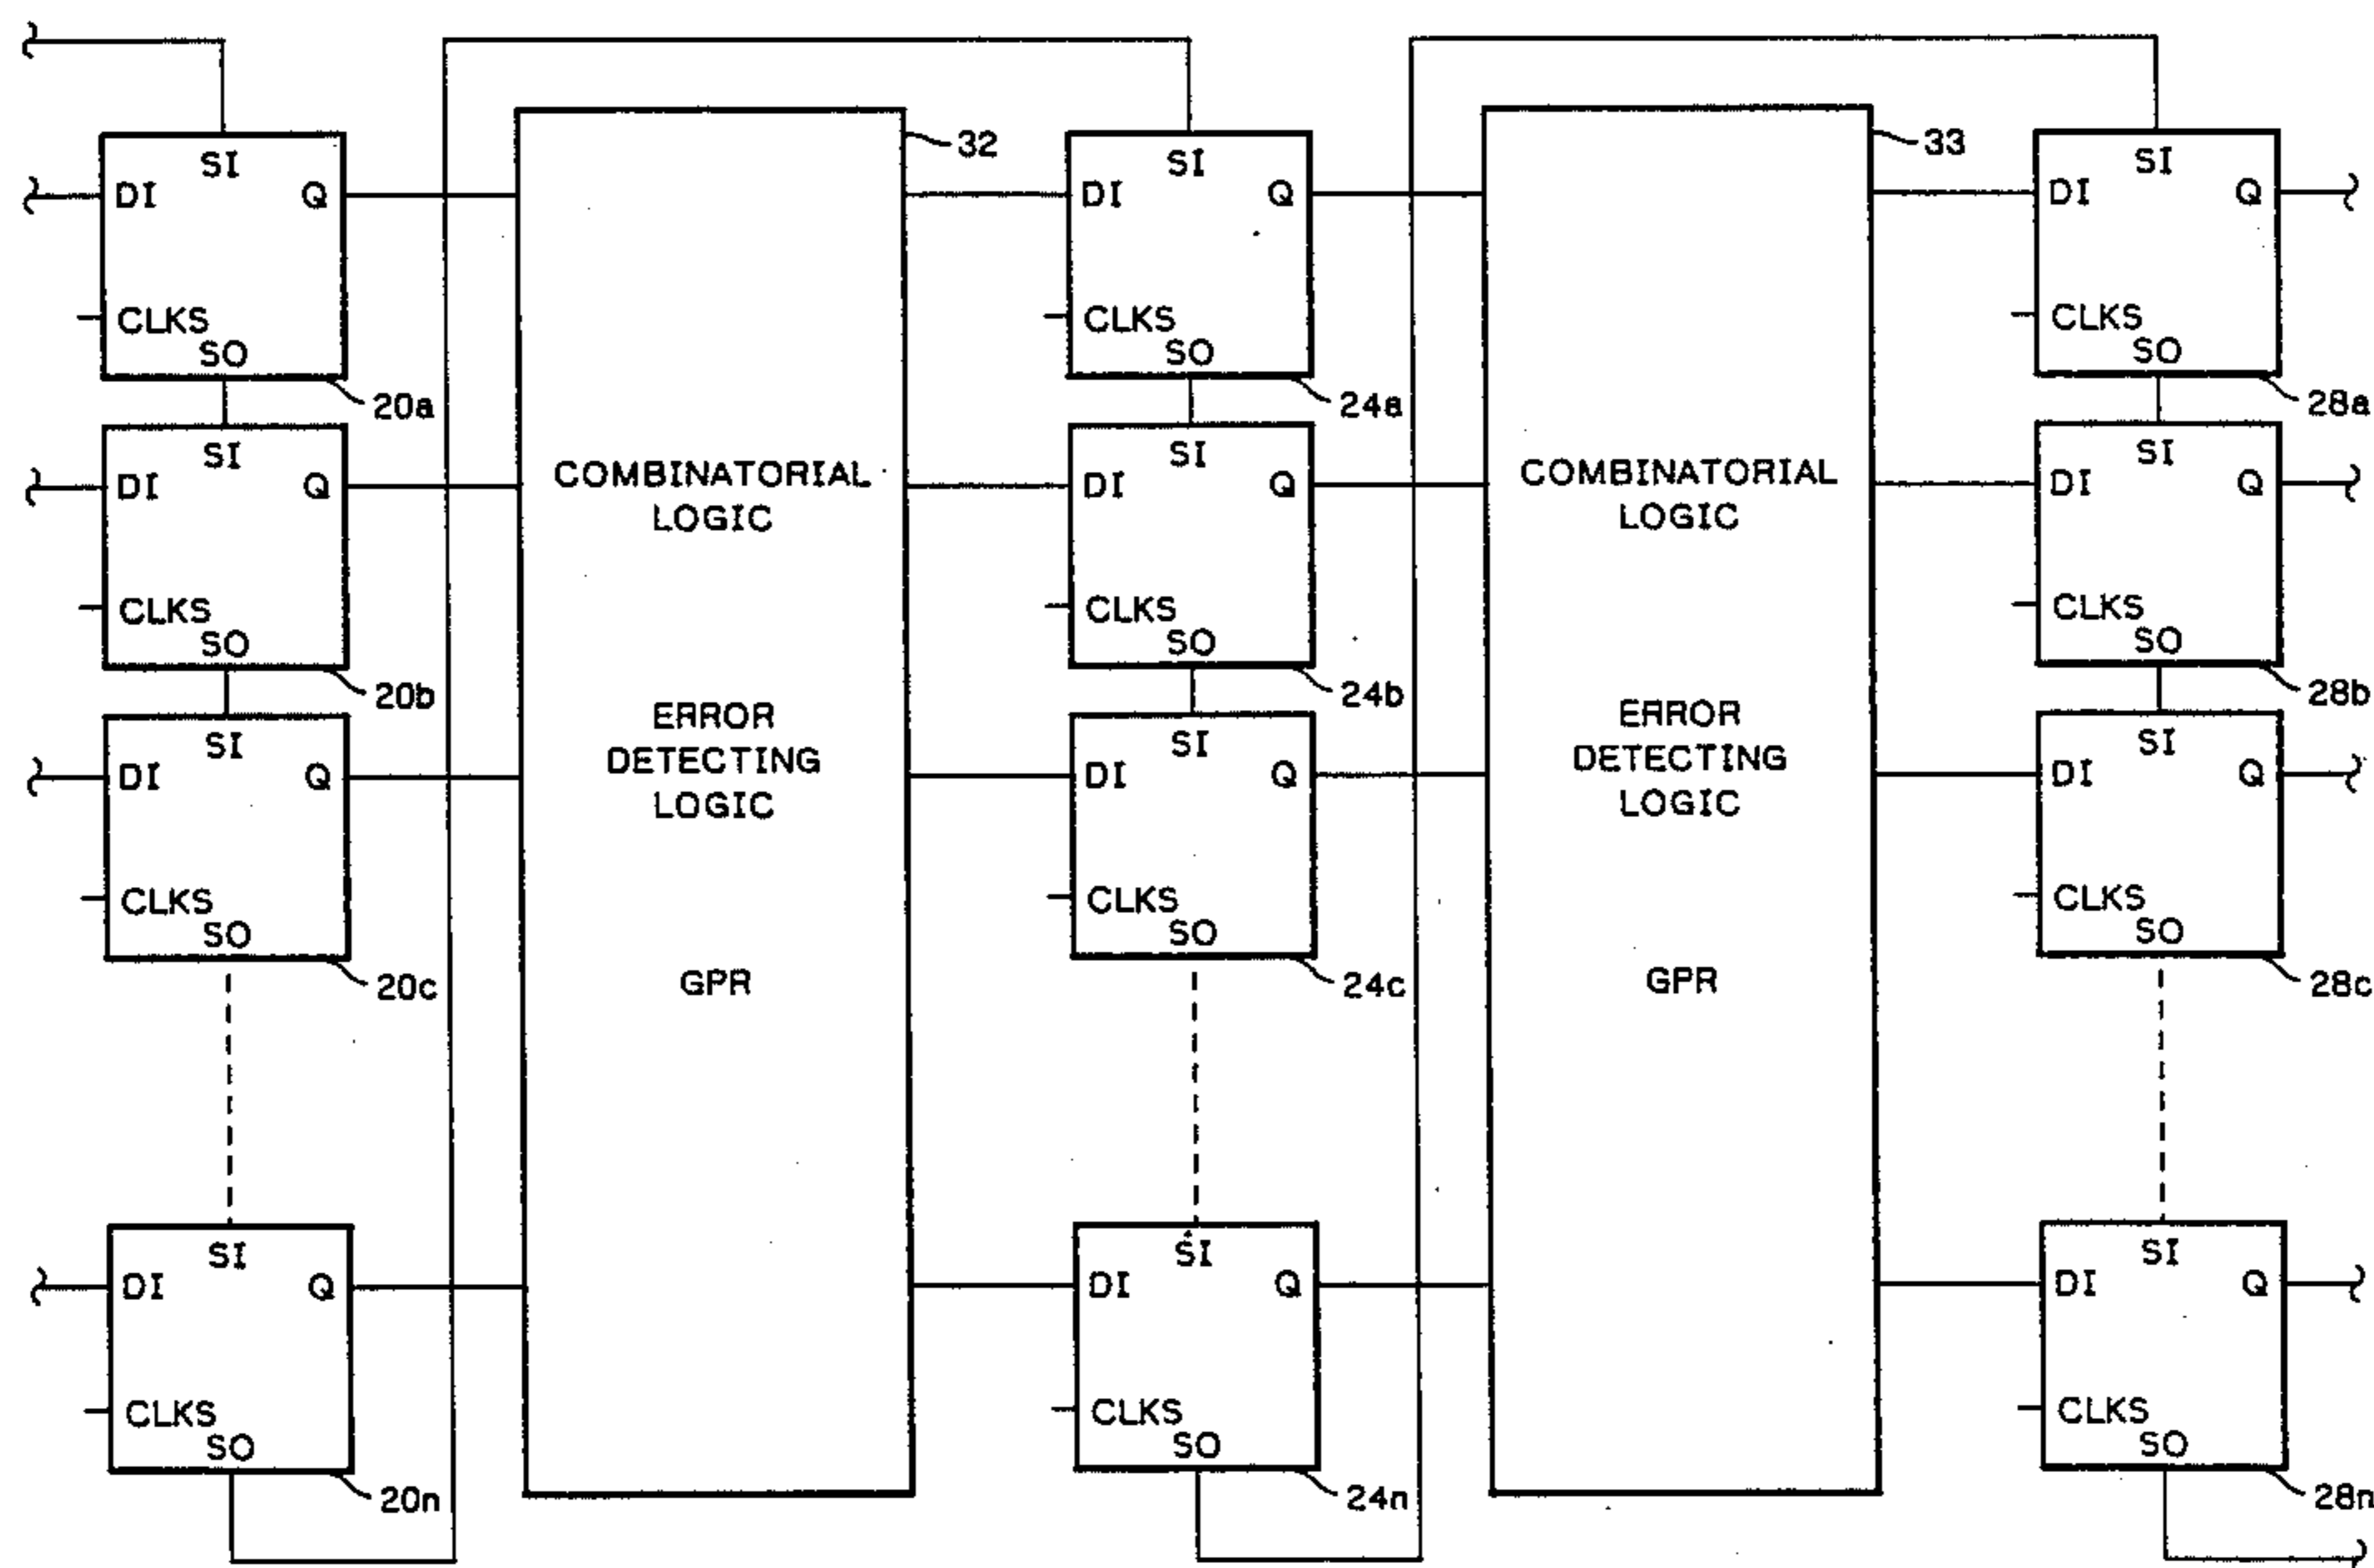 SI
DI Q
CLKS
SO
20a
SI
DI Q
CLKS
SO
20b
SI
DI Q
CLKS
SO
20c
SI
DI Q
CLKS
SO
20n
32
COMBINATORIAL
LOGIC
ERROR
DETECTING
LOGIC
GPR
SI
DI Q
CLKS
SO
24a
SI
DI Q
CLKS
SO
24b
SI
DI Q
CLKS
SO
24c
SI
DI Q
CLKS
SO
24n
33
COMBINATORIAL
LOGIC
ERROR
DETECTING
LOGIC
GPR
SI
DI Q
CLKS
SO
28a
SI
DI Q
CLKS
SO
28b
SI
DI Q
CLKS
SO
28c
SI
DI Q
CLKS
SO
28n